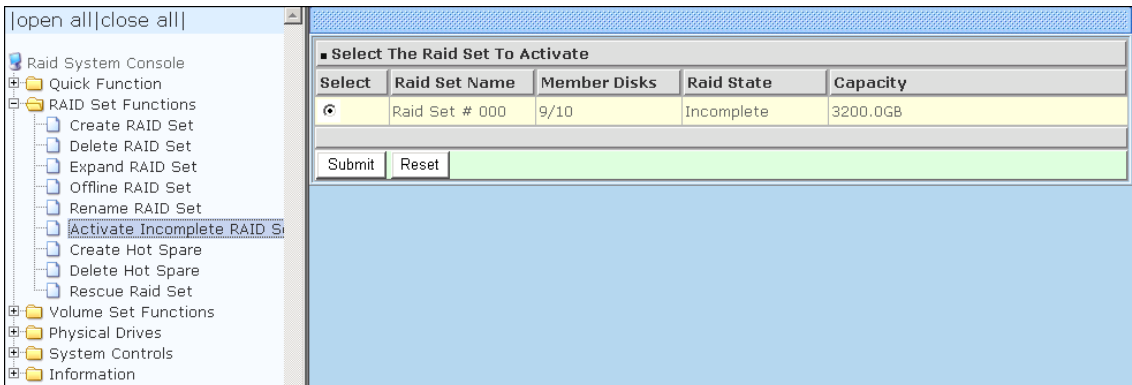 |open all|close all|
Raid System Console
Quick Function
RAID Set Functions
Create RAID Set
Delete RAID Set
Expand RAID Set
Offline RAID Set
Rename RAID Set
Activate Incomplete RAID Se
Create Hot Spare
Delete Hot Spare
Rescue Raid Set
Volume Set Functions
Physical Drives
System Controls
Information
Select The Raid Set To Activate
Select Raid Set Name Member Disks Raid State Capacity
Raid Set # 000 9/10 Incomplete 3200.0GB
Submit Reset